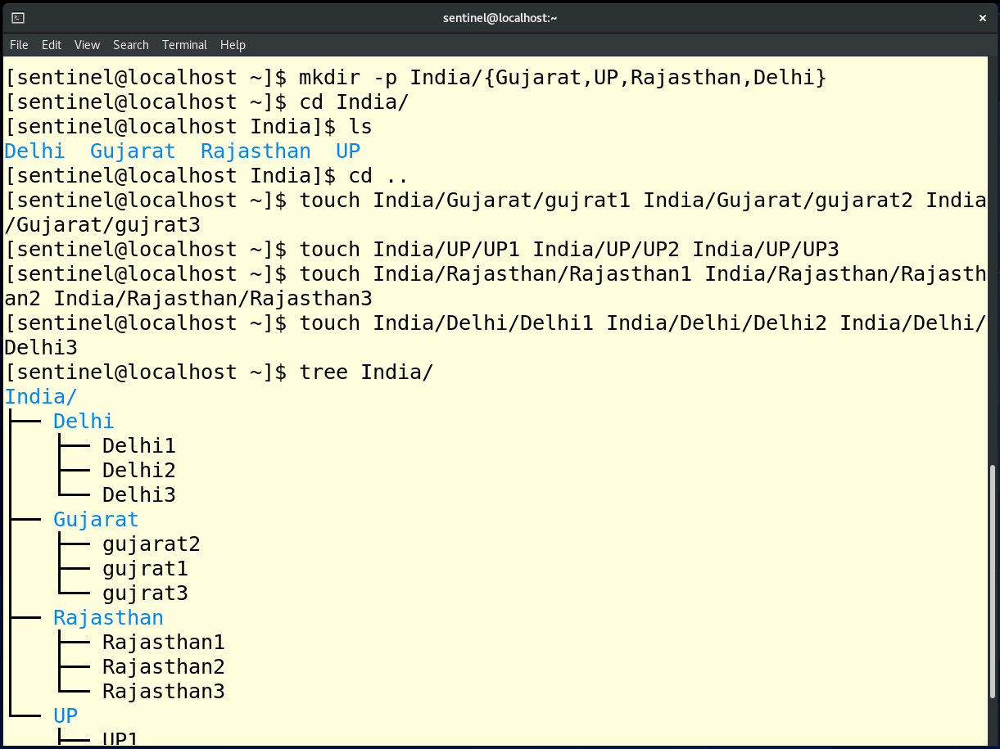 sentinel@localhost:~
File Edit View Search Terminal Help
[sentinel@localhost ~]$ mkdir -p India/{Gujarat,UP,Rajasthan,Delhi}
[sentinel@localhost ~]$ cd India/
[sentinel@localhost India]$ ls
Delhi  Gujarat  Rajasthan  UP
[sentinel@localhost India]$ cd ..
[sentinel@localhost ~]$ touch India/Gujarat/gujrat1 India/Gujarat/gujarat2 India
/Gujarat/gujrat3
[sentinel@localhost ~]$ touch India/UP/UP1 India/UP/UP2 India/UP/UP3
[sentinel@localhost ~]$ touch India/Rajasthan/Rajasthan1 India/Rajasthan/Rajasth
an2 India/Rajasthan/Rajasthan3
[sentinel@localhost ~]$ touch India/Delhi/Delhi1 India/Delhi/Delhi2 India/Delhi/
Delhi3
[sentinel@localhost ~]$ tree India/
India/
├── Delhi
│   ├── Delhi1
│   ├── Delhi2
│   └── Delhi3
├── Gujarat
│   ├── gujarat2
│   ├── gujrat1
│   └── gujrat3
├── Rajasthan
│   ├── Rajasthan1
│   ├── Rajasthan2
│   └── Rajasthan3
└── UP
    ├── UP1